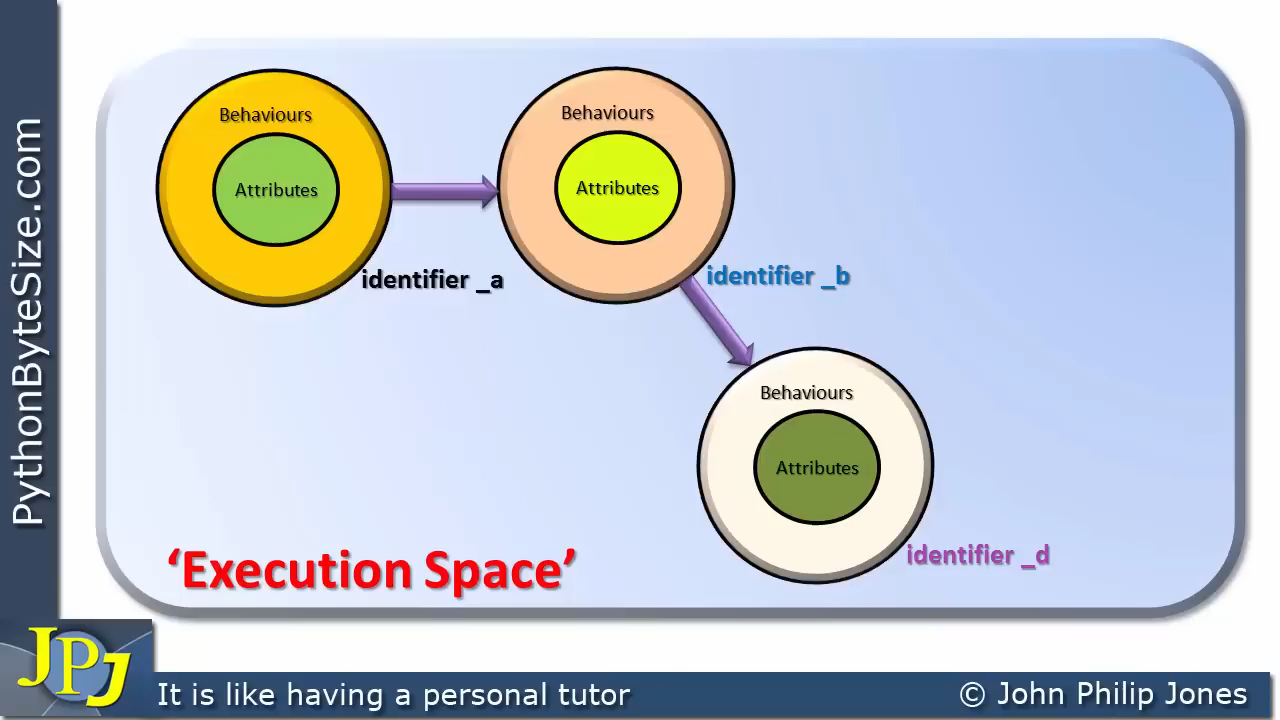 PythonByteSize.com
Behaviours
Attributes
identifier _a
Behaviours
Attributes
identifier _b
Behaviours
Attributes
identifier _d
‘Execution Space’
JPJ
It is like having a personal tutor
© John Philip Jones